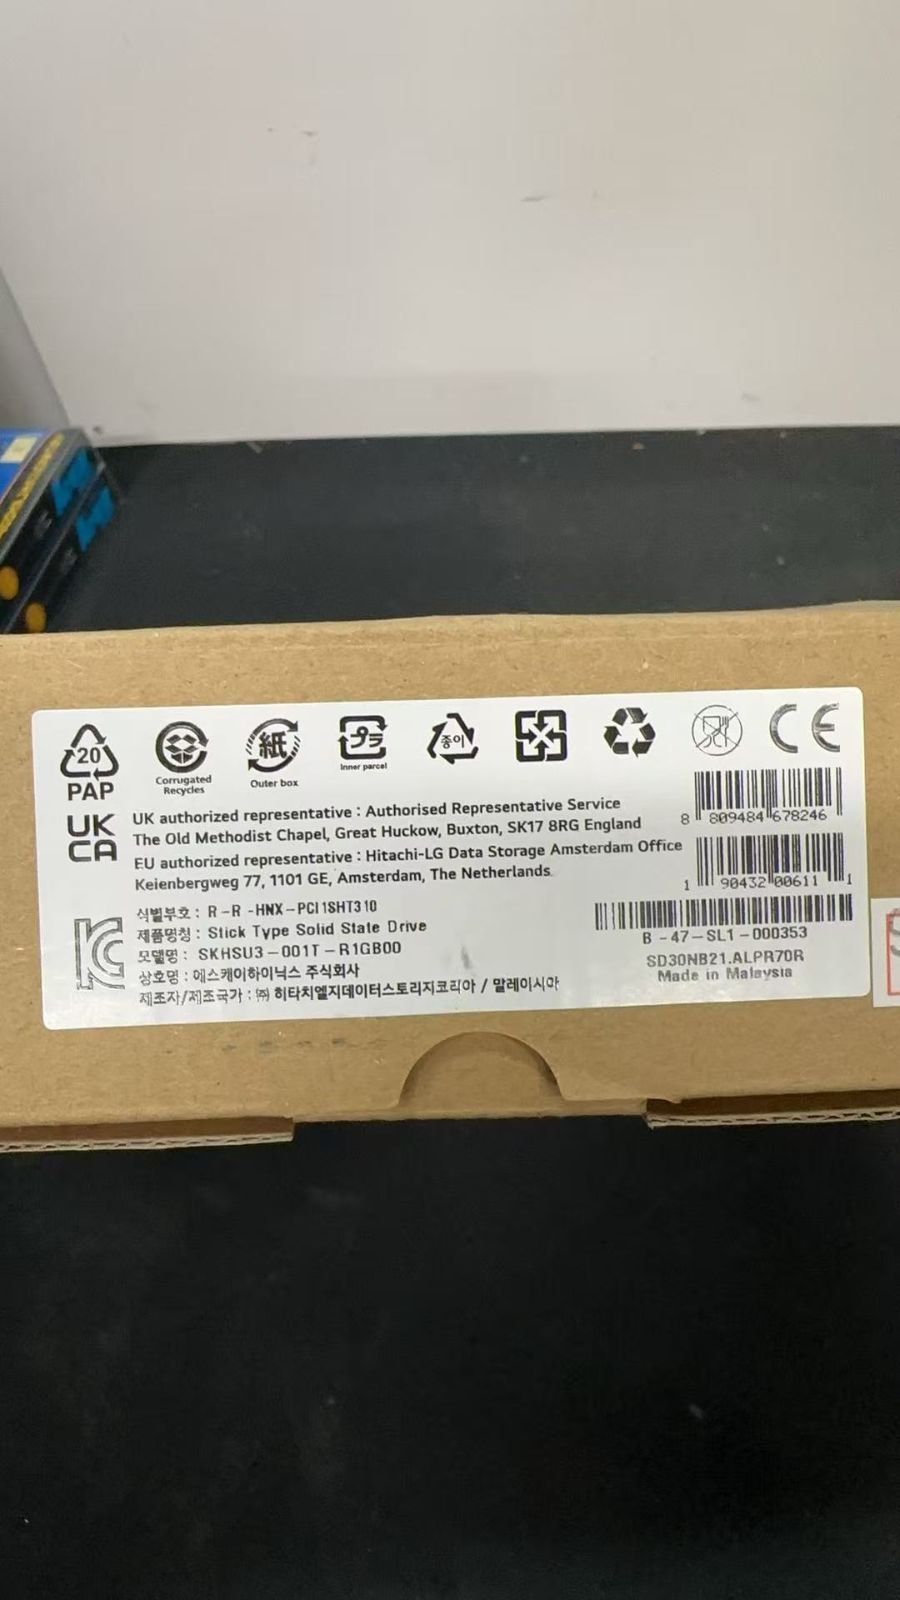 20
PAP
Corrugated
Recycles
紙
Outer box
プラ
Inner parcel
종이
CE
UK
CA
UK authorized representative : Authorised Representative Service
The Old Methodist Chapel, Great Huckow, Buxton, SK17 8RG England
EU authorized representative : Hitachi-LG Data Storage Amsterdam Office
Keienbergweg 77, 1101 GE, Amsterdam, The Netherlands.
8 809484 678246
1 90432 00611 1
식별부호 : R-R-HNX-PCI1SHT310
제품명칭 : Stick Type Solid State Drive
모델명 : SKHSU3-001T-R1GB00
상호명 : 에스케이하이닉스 주식회사
제조자/제조국가 : ㈜ 히타치엘지데이터스토리지코리아 / 말레이시아
B-47-SL1-000353
SD30NB21.ALPR70R
Made in Malaysia